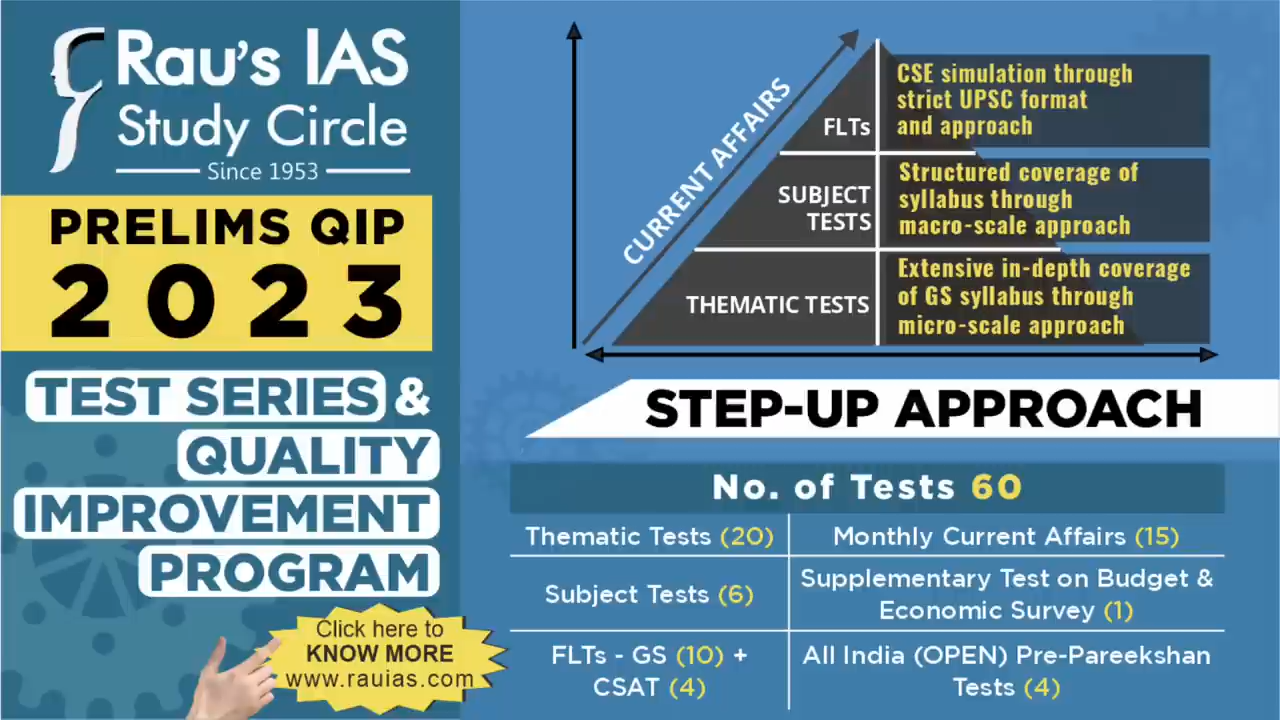 Rau's IAS
Study Circle
Since 1953
PRELIMS QIP
2023
TEST SERIES &
QUALITY
IMPROVEMENT
PROGRAM
Click here to
KNOW MORE
www.rauias.com
CURRENT AFFAIRS
FLTs
CSE simulation through
strict UPSC format
and approach
SUBJECT
TESTS
Structured coverage of
syllabus through
macro-scale approach
THEMATIC TESTS
Extensive in-depth coverage
of GS syllabus through
micro-scale approach
STEP-UP APPROACH
No. of Tests 60
Thematic Tests (20)
Monthly Current Affairs (15)
Subject Tests (6)
Supplementary Test on Budget &
Economic Survey (1)
FLTs - GS (10) +
CSAT (4)
All India (OPEN) Pre-Pareekshan
Tests (4)